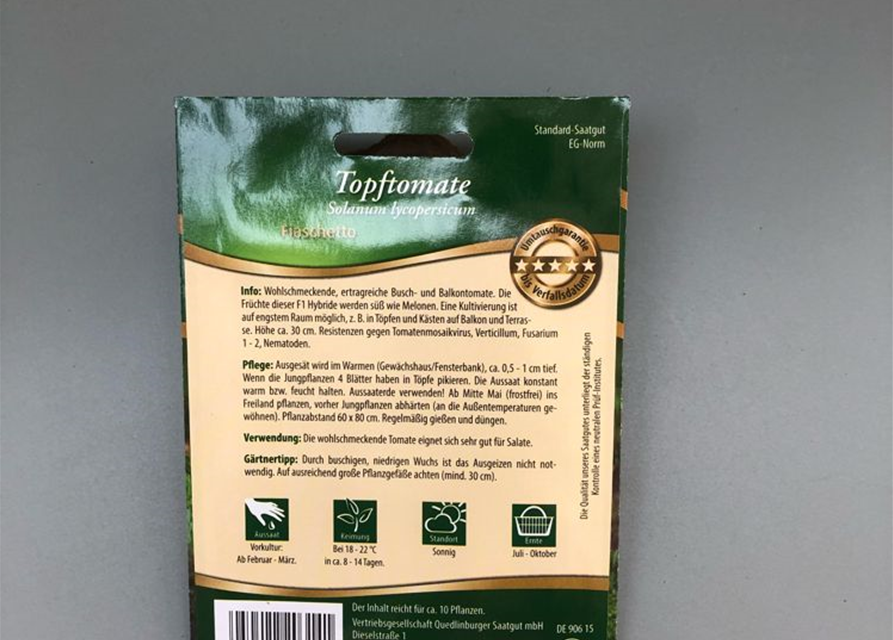 Standard-Saatgut
EG-Norm
Topftomate
Solanum lycopersicum
Fiaschetto
Umtauschgarantie
bis Verfallsdatum
Info: Wohlschmeckende, ertragreiche Busch- und Balkontomate. Die
Früchte dieser F1 Hybride werden süß wie Melonen. Eine Kultivierung ist
auf engstem Raum möglich, z. B. in Töpfen und Kästen auf Balkon und Terras-
se. Höhe ca. 30 cm. Resistenzen gegen Tomatenmosaikvirus, Verticillum, Fusarium
1 - 2, Nematoden.
Pflege: Ausgesät wird im Warmen (Gewächshaus/Fensterbank), ca. 0,5 - 1 cm tief.
Wenn die Jungpflanzen 4 Blätter haben in Töpfe pikieren. Die Aussaat konstant
warm bzw. feucht halten. Aussaaterde verwenden! Ab Mitte Mai (frostfrei) ins
Freiland pflanzen, vorher Jungpflanzen abhärten (an die Außentemperaturen ge-
wöhnen). Pflanzabstand 60 x 80 cm. Regelmäßig gießen und düngen.
Verwendung: Die wohlschmeckende Tomate eignet sich sehr gut für Salate.
Gärtnertipp: Durch buschigen, niedrigen Wuchs ist das Ausgeizen nicht not-
wendig. Auf ausreichend große Pflanzgefäße achten (mind. 30 cm).
Die Qualität unseres Saatgutes unterliegt der ständigen
Kontrolle eines neutralen Prüf-Institutes.
Aussaat
Vorkultur:
Ab Februar - März.
Keimung
Bei 18 - 22 °C
in ca. 8 - 14 Tagen.
Standort
Sonnig
Ernte
Juli - Oktober
Der Inhalt reicht für ca. 10 Pflanzen.
Vertriebsgesellschaft Quedlinburger Saatgut mbH
Dieselstraße 1
DE 906 15